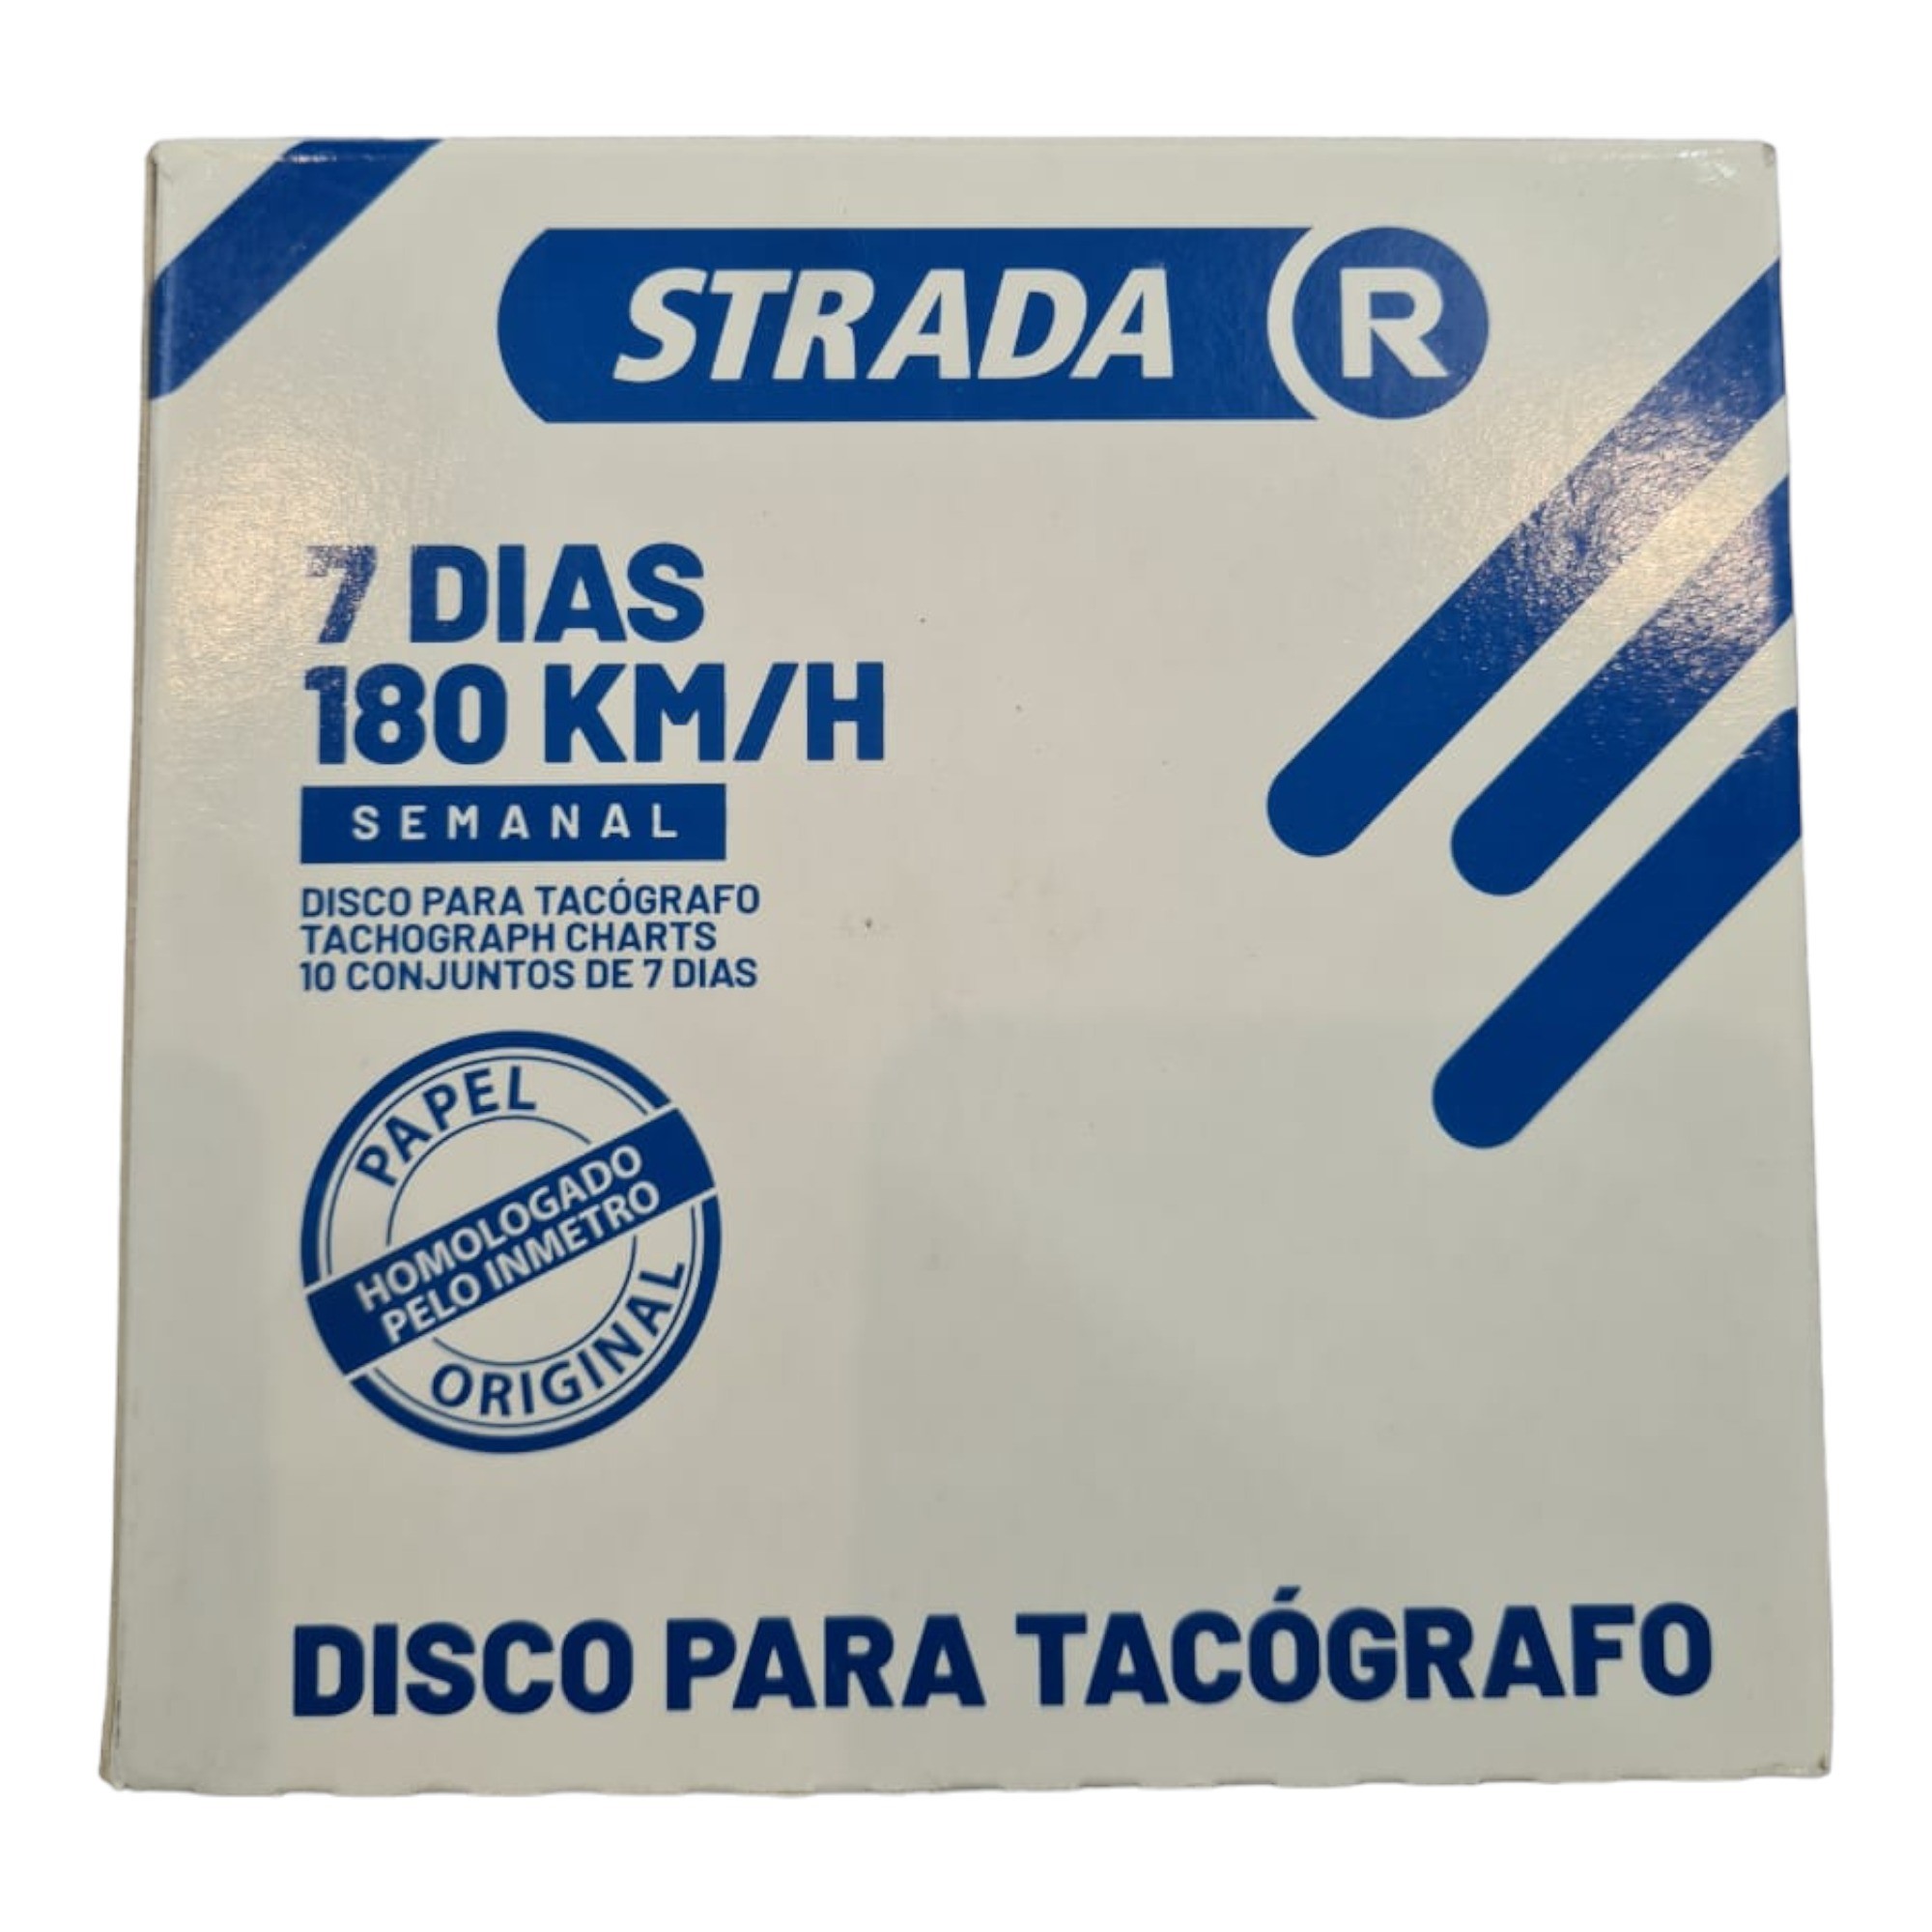 STRADA R
7 DIAS
180 KM/H
SEMANAL
DISCO PARA TACÓGRAFO
TACHOGRAPH CHARTS
10 CONJUNTOS DE 7 DIAS
PAPEL
HOMOLOGADO
PELO INMETRO
ORIGINAL
DISCO PARA TACÓGRAFO